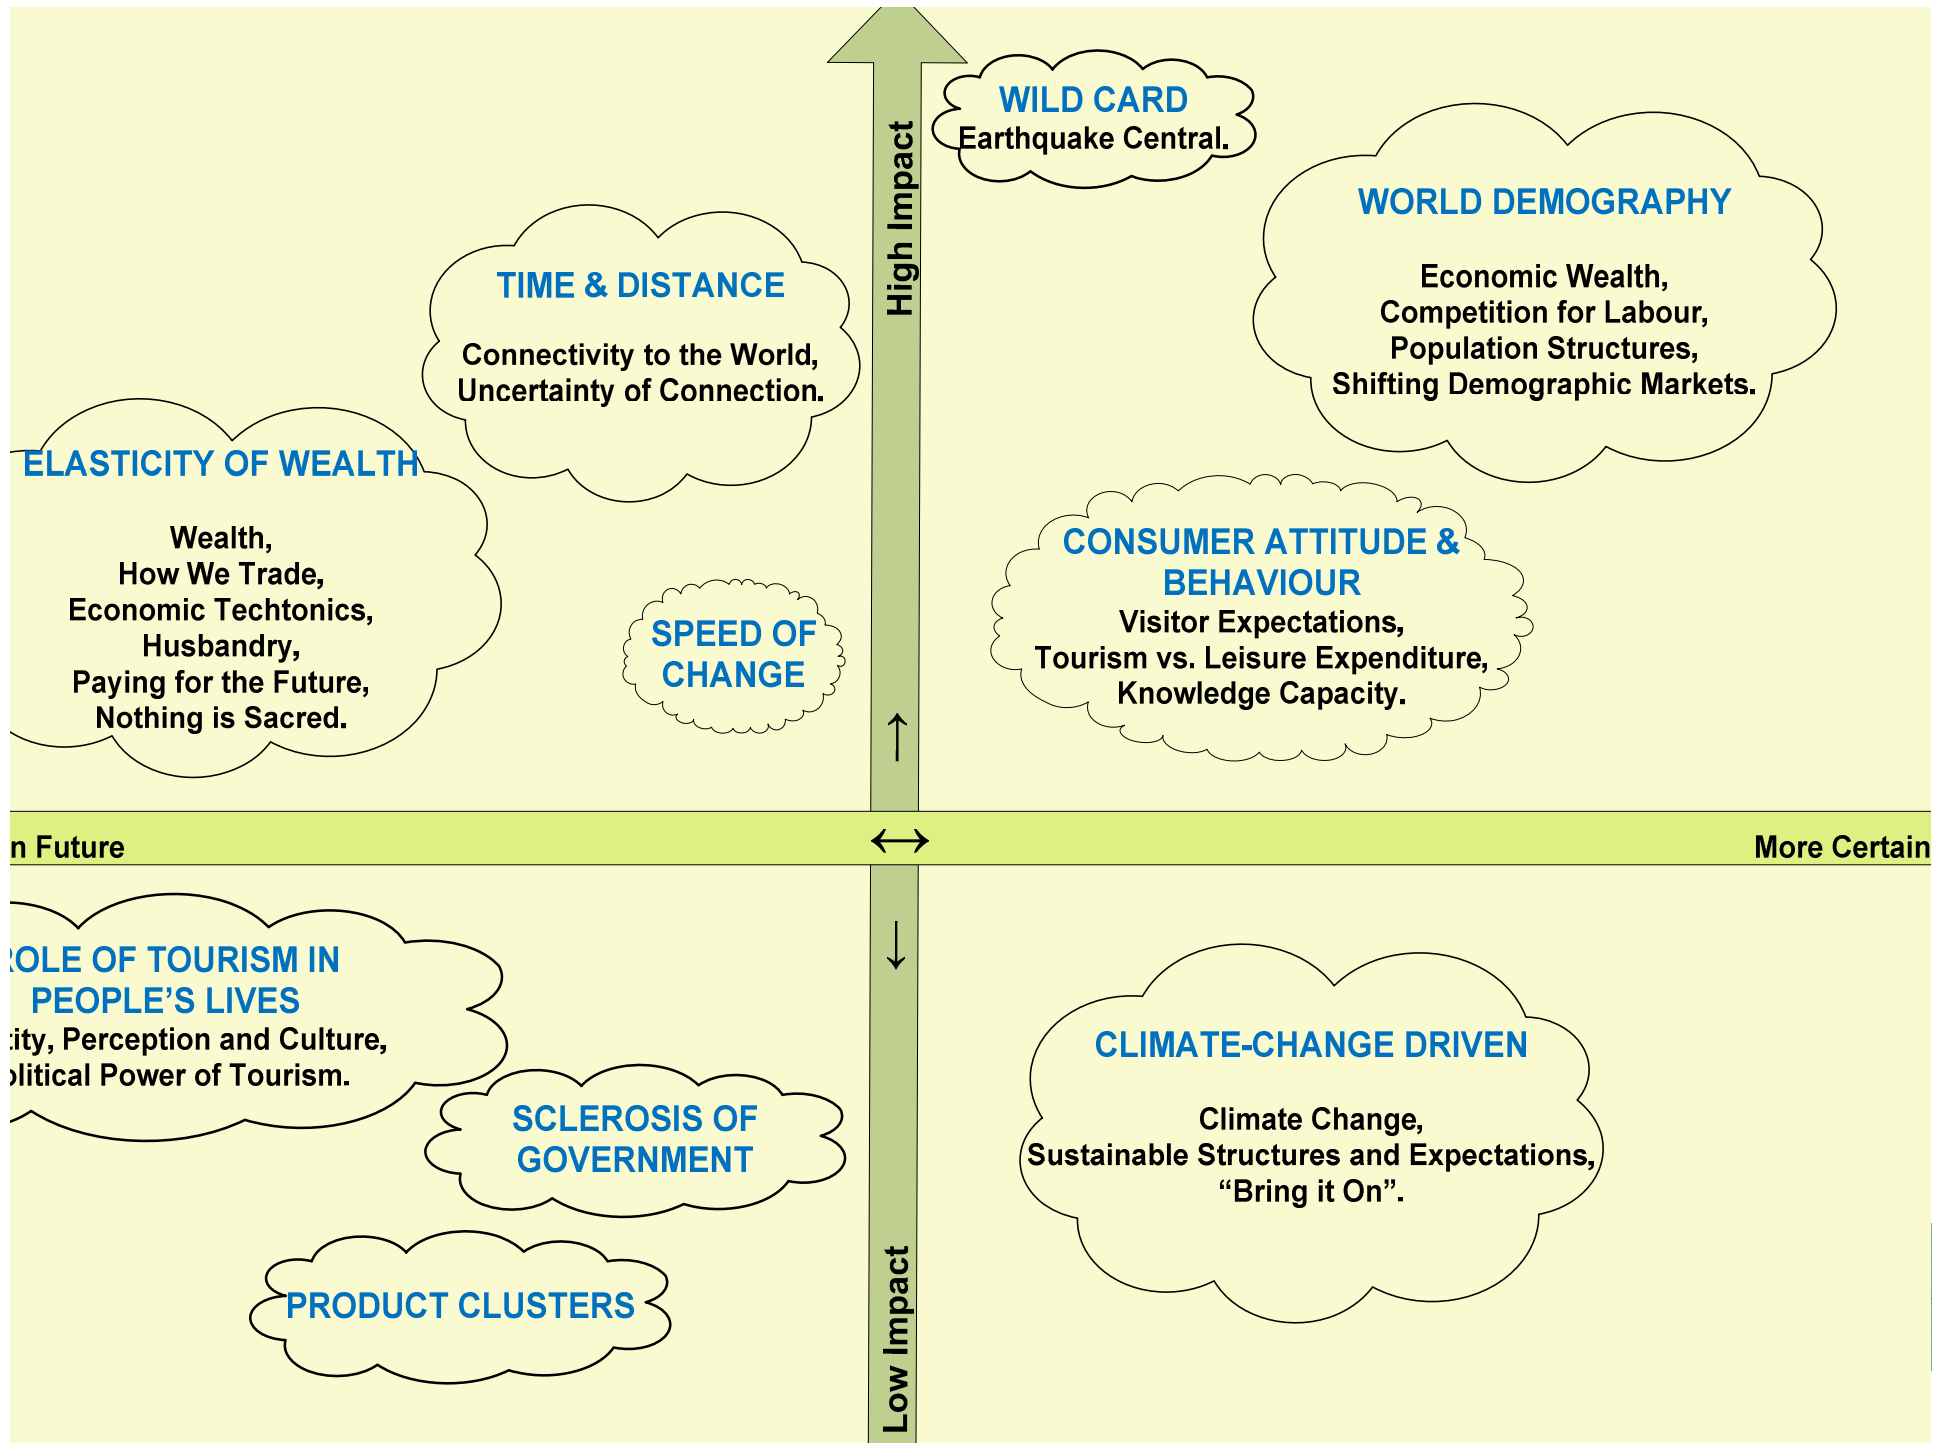 WILD CARD
Earthquake Central.
High Impact
WORLD DEMOGRAPHY
Economic Wealth,
Competition for Labour,
Population Structures,
Shifting Demographic Markets.
TIME & DISTANCE
Connectivity to the World,
Uncertainty of Connection.
ELASTICITY OF WEALTH
Wealth,
How We Trade,
Economic Techtonics,
Husbandry,
Paying for the Future,
Nothing is Sacred.
SPEED OF
CHANGE
CONSUMER ATTITUDE &
BEHAVIOUR
Visitor Expectations,
Tourism vs. Leisure Expenditure,
Knowledge Capacity.
n Future
More Certain
OLE OF TOURISM IN
PEOPLE’S LIVES
tity, Perception and Culture,
litical Power of Tourism.
SCLEROSIS OF
GOVERNMENT
PRODUCT CLUSTERS
CLIMATE-CHANGE DRIVEN
Climate Change,
Sustainable Structures and Expectations,
“Bring it On”.
Low Impact